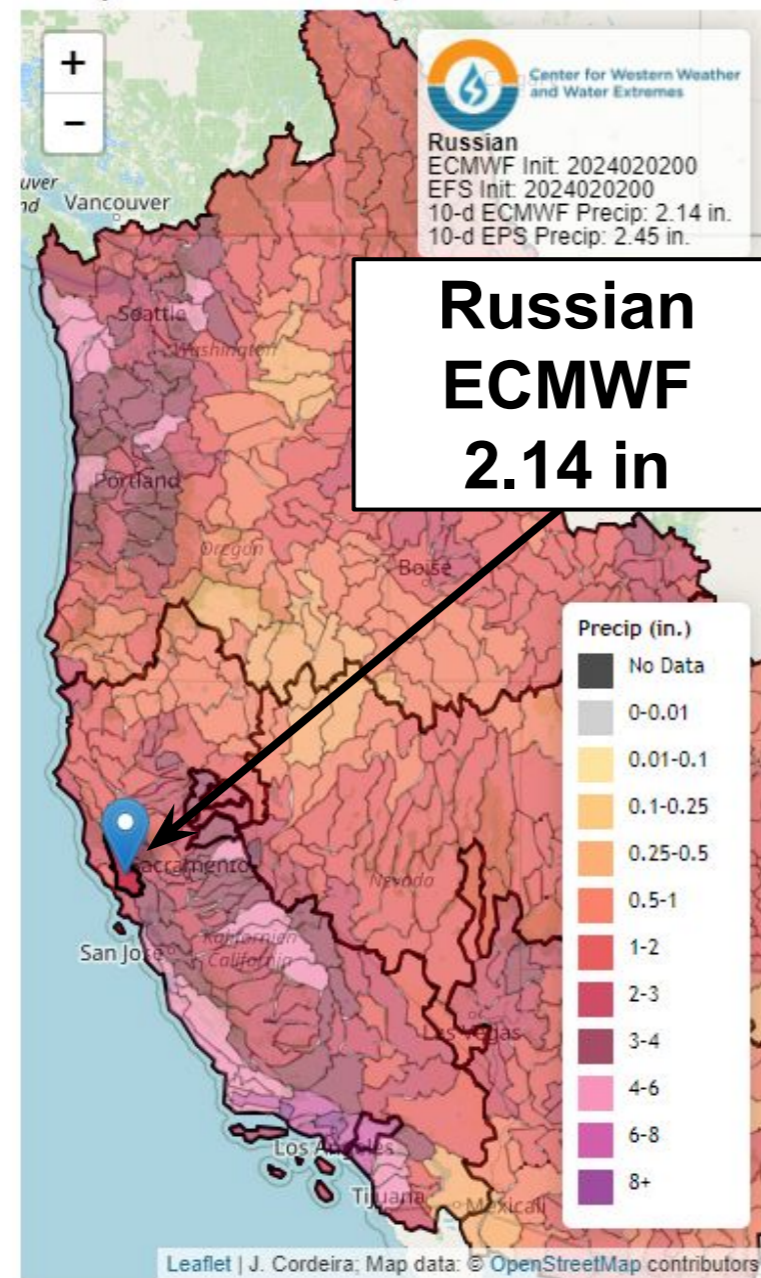 +
−
Center for Western Weather
and Water Extremes
Russian
ECMWF Init: 2024020200
EFS Init: 2024020200
10-d ECMWF Precip: 2.14 in.
10-d EPS Precip: 2.45 in.
Vancouver
Russian
ECMWF
2.14 in
Seattle
Washington
Portland
Oregon
Boise
Precip (in.)
No Data
0-0.01
0.01-0.1
0.1-0.25
0.25-0.5
0.5-1
1-2
2-3
3-4
4-6
6-8
8+
Sacramento
Nevada
San José
Kalifornien
California
Las Vegas
Los Angeles
Tijuana
Mexicali
Leaflet | J. Cordeira; Map data: © OpenStreetMap contributors